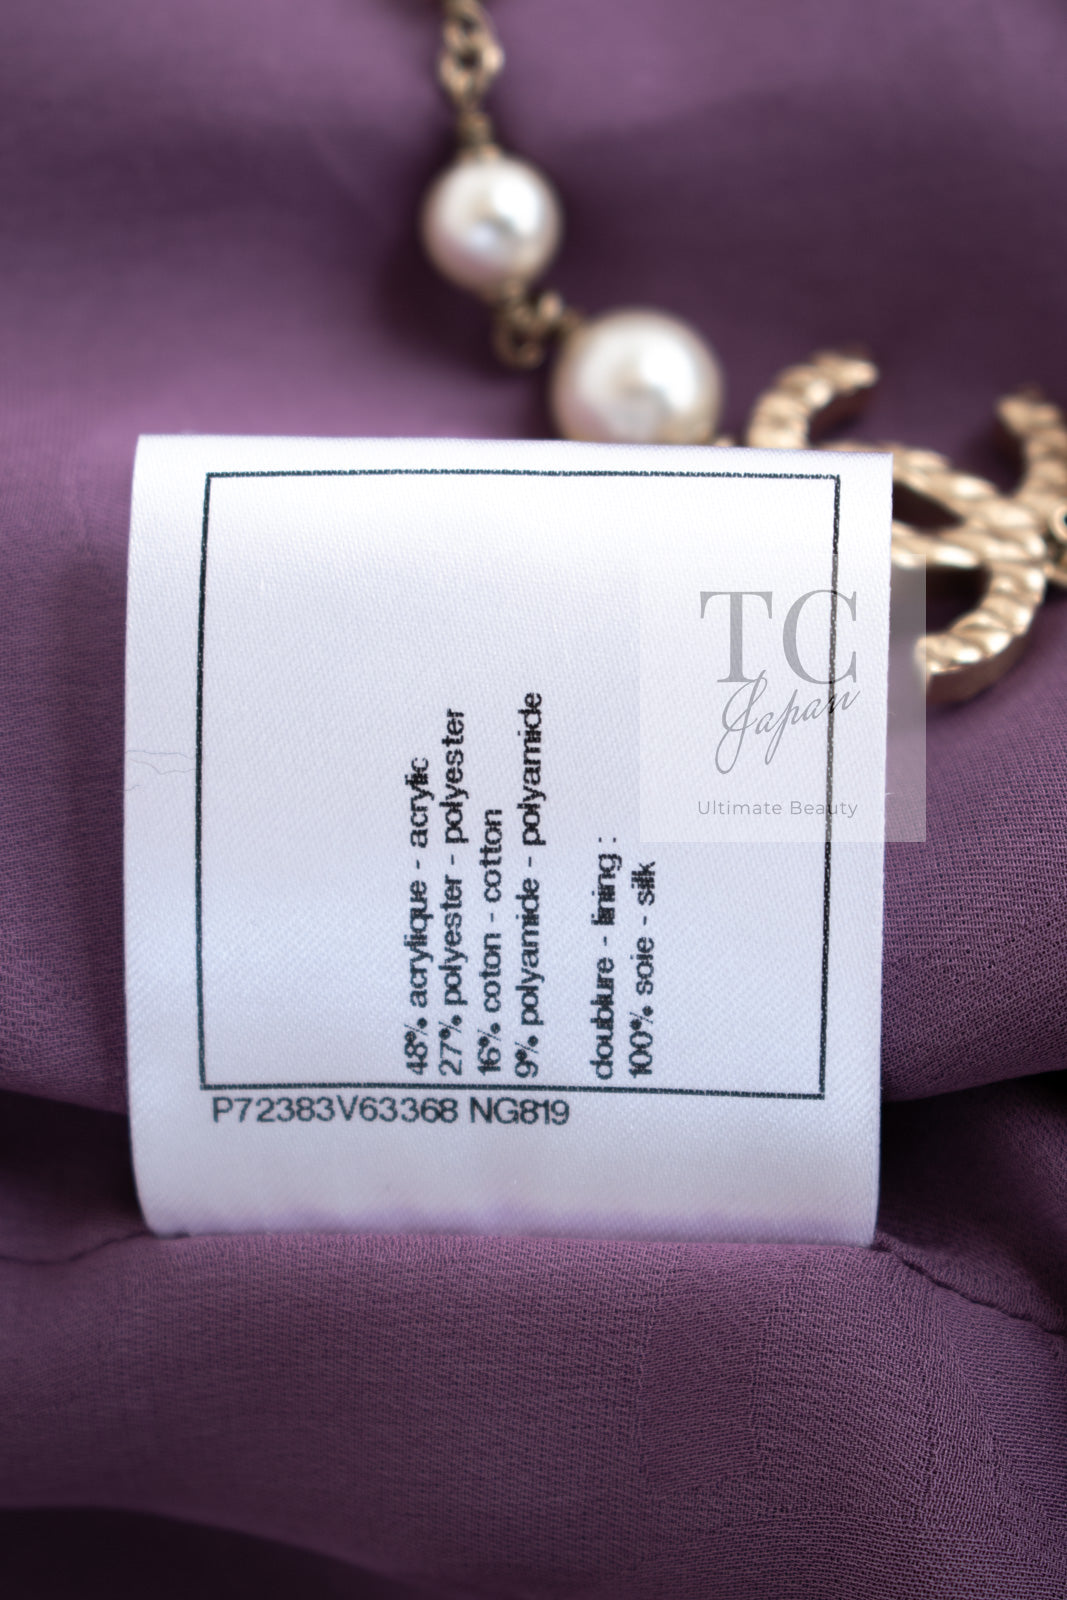 48% acrylique - acrylic
27% polyester - polyester
16% coton - cotton
9% polyamide - polyamide
doublure - lining :
100% soie - silk
P72383V63368 NG819
TC
Japan
Ultimate Beauty